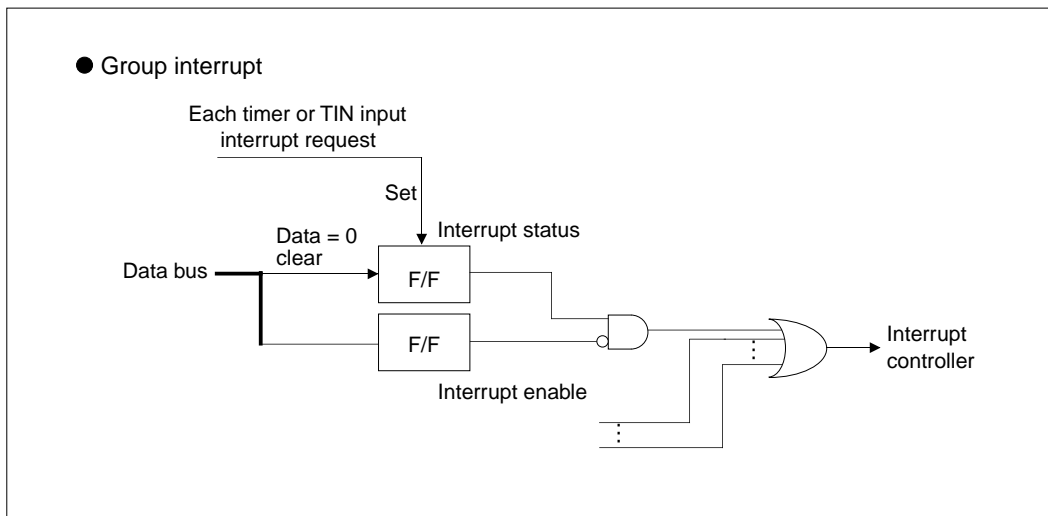 ● Group interrupt
Each timer or TIN input
interrupt request
Set
Interrupt status
Data = 0
clear
Data bus
F/F
F/F
Interrupt enable
Interrupt
controller